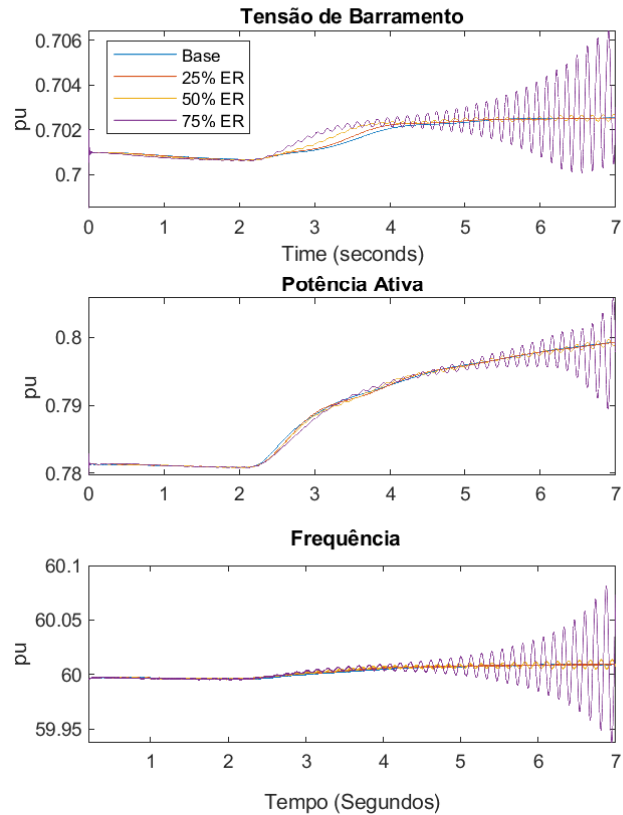 Tensão de Barramento
0.706
0.704
0.702
0.7
pu
Base
25% ER
50% ER
75% ER
0 1 2 3 4 5 6 7
Time (seconds)
Potência Ativa
0.8
0.79
0.78
pu
0 1 2 3 4 5 6 7
Frequência
60.1
60.05
60
59.95
pu
1 2 3 4 5 6 7
Tempo (Segundos)